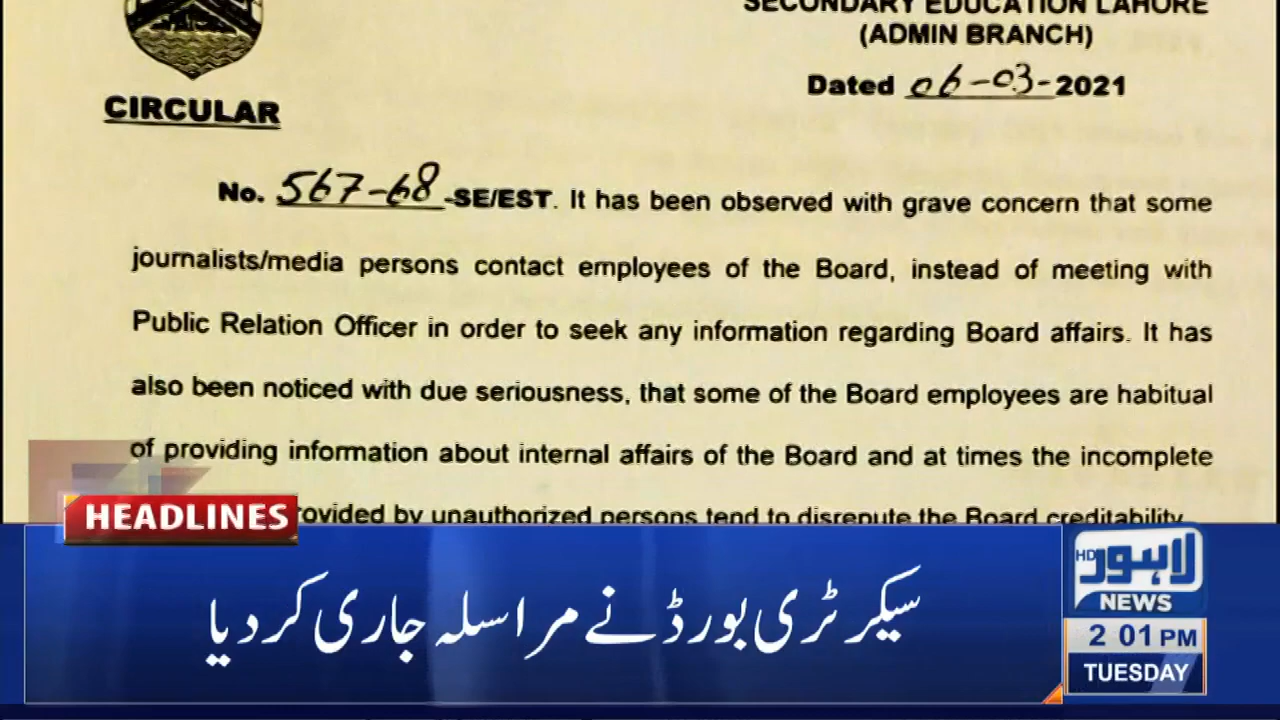 SECONDARY EDUCATION LAHORE
(ADMIN BRANCH)
Dated 06-03-2021
CIRCULAR
No. 567-68-SE/EST. It has been observed with grave concern that some
journalists/media persons contact employees of the Board, instead of meeting with
Public Relation Officer in order to seek any information regarding Board affairs. It has
also been noticed with due seriousness, that some of the Board employees are habitual
of providing information about internal affairs of the Board and at times the incomplete
rovided by unauthorized persons tend to disrepute the Board creditability.
HEADLINES
سیکرٹری بورڈ نے مراسلہ جاری کر دیا
لاہور HD
NEWS
2 01 PM
TUESDAY